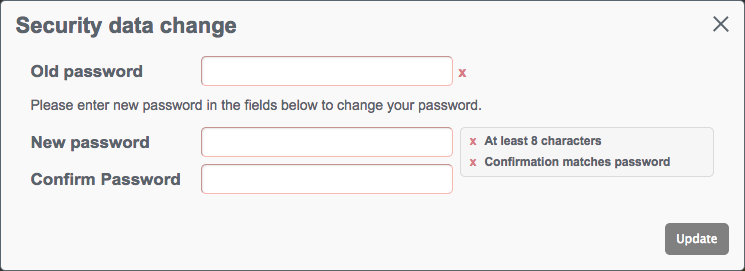 Security data change
Old password x
Please enter new password in the fields below to change your password.
New password x At least 8 characters
x Confirmation matches password
Confirm Password
Update